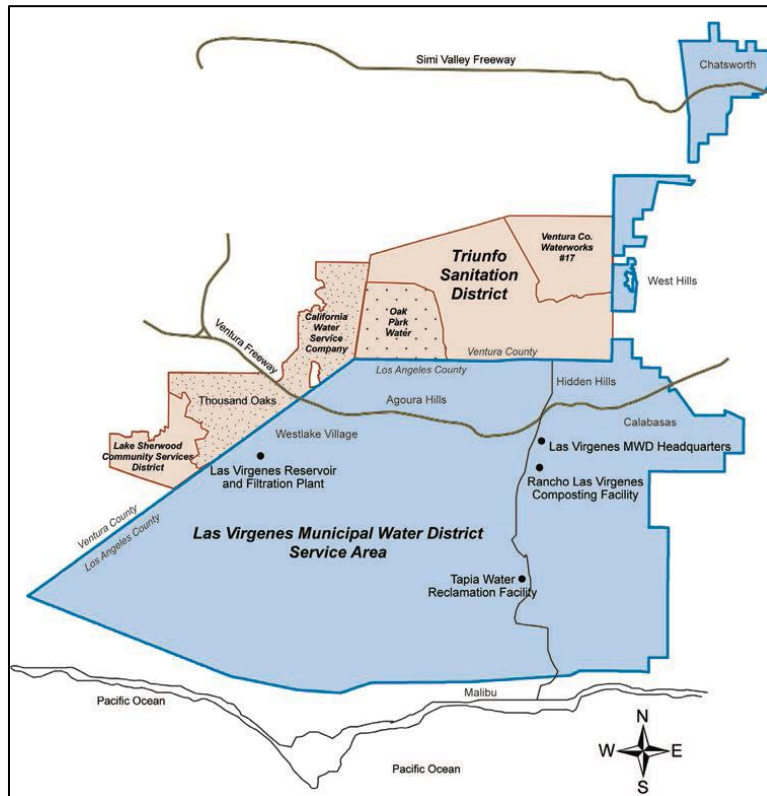 Simi Valley Freeway
Chatsworth
Ventura Co.
Waterworks
#17
Triunfo
Sanitation
District
West Hills
California
Water
Service
Company
Oak
Park
Water
Ventura Freeway
Ventura County
Los Angeles County
Hidden Hills
Thousand Oaks
Agoura Hills
Calabasas
Westlake Village
Lake Sherwood
Community Services
District
Las Virgenes MWD Headquarters
Las Virgenes Reservoir
and Filtration Plant
Rancho Las Virgenes
Composting Facility
Ventura County
Los Angeles County
Las Virgenes Municipal Water District
Service Area
Tapia Water
Reclamation Facility
Malibu
Pacific Ocean
Pacific Ocean
N
W
E
S